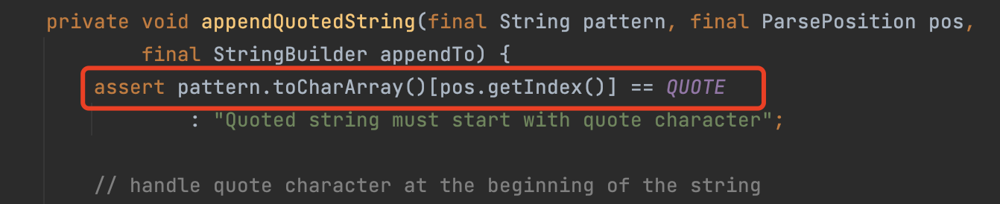 private void appendQuotedString(final String pattern, final ParsePosition pos,
final StringBuilder appendTo) {
assert pattern.toCharArray()[pos.getIndex()] == QUOTE
: "Quoted string must start with quote character";
// handle quote character at the beginning of the string